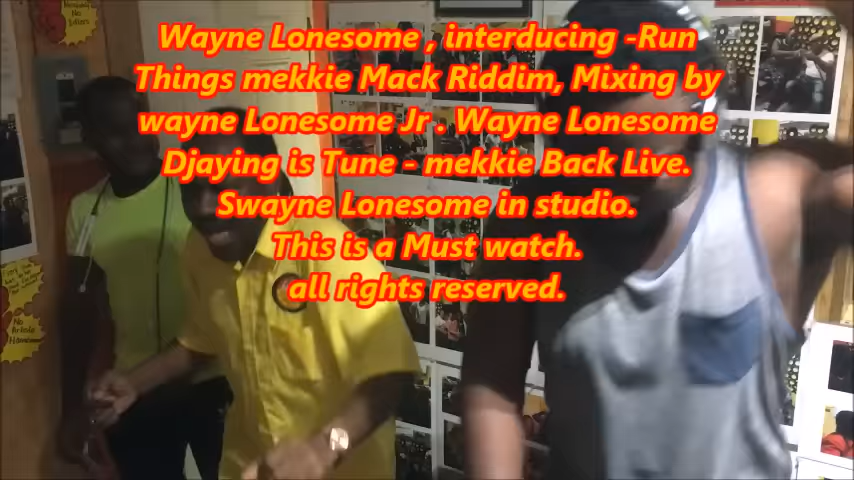 Wayne Lonesome , interducing -Run
Things mekkie Mack Riddim, Mixing by
wayne Lonesome Jr . Wayne Lonesome
Djaying is Tune - mekkie Back Live.
Swayne Lonesome in studio.
This is a Must watch.
all rights reserved.